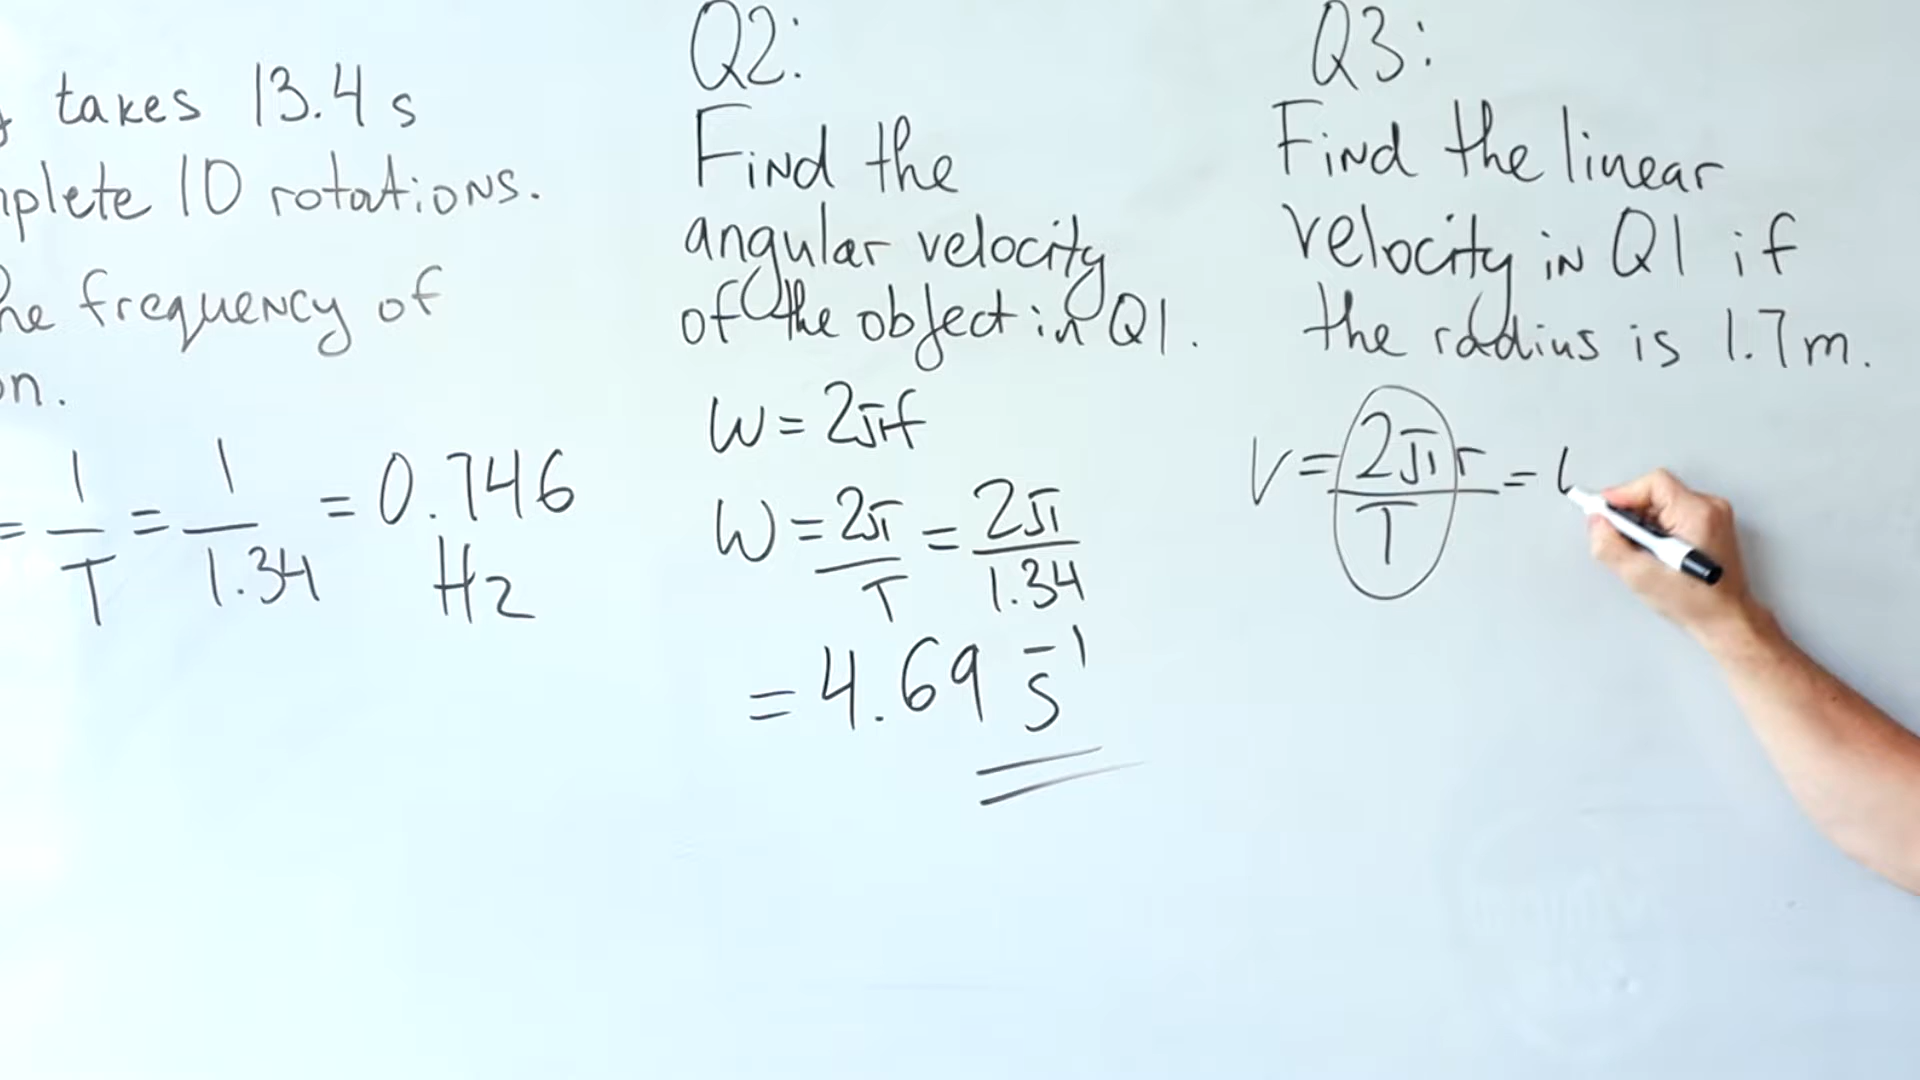 takes 13.4 s
mplete 10 rotations.
he frequency of
on.
= 1/T = 1/1.34 = 0.746
Hz
Q2:
Find the
angular velocity
of the object in Q1.
W = 2πf
W = 2π/T = 2π/1.34
= 4.69 s⁻¹
Q3:
Find the linear
velocity in Q1 if
the radius is 1.7m.
V = 2πr/T =